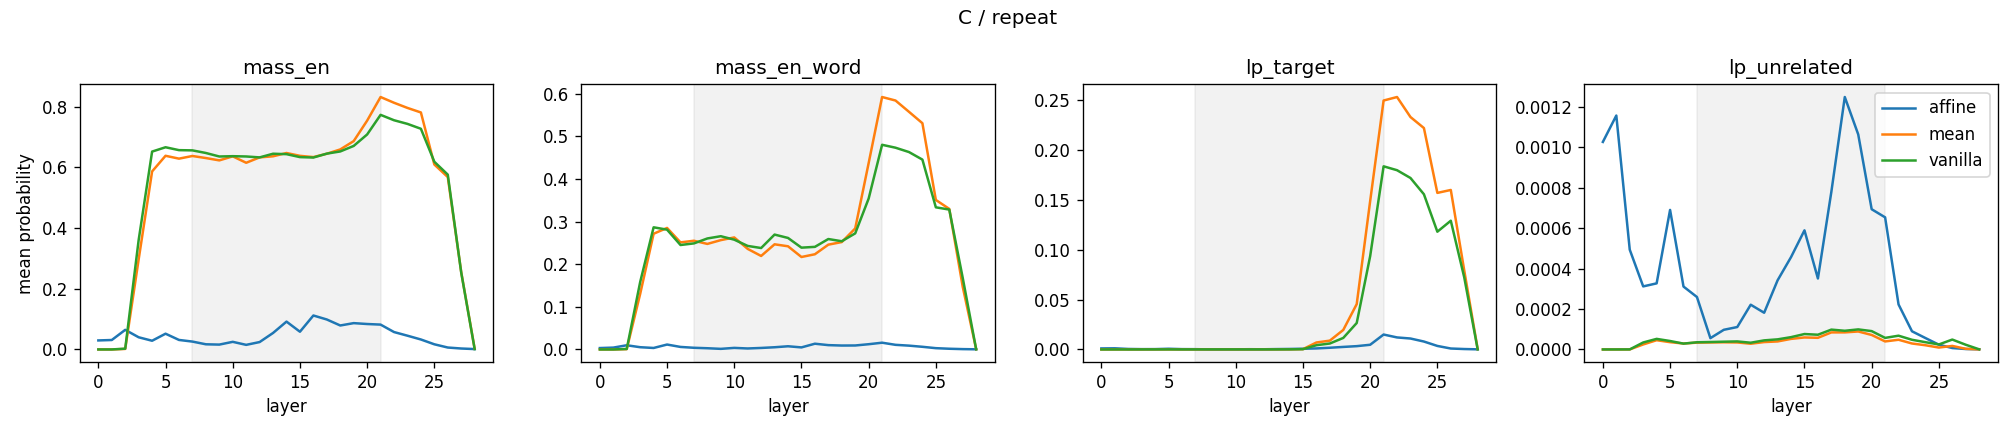 C / repeat
mass_en
mean probability
0.8
0.6
0.4
0.2
0.0
0 5 10 15 20 25
layer
mass_en_word
0.6
0.5
0.4
0.3
0.2
0.1
0.0
0 5 10 15 20 25
layer
lp_target
0.25
0.20
0.15
0.10
0.05
0.00
0 5 10 15 20 25
layer
lp_unrelated
0.0012
0.0010
0.0008
0.0006
0.0004
0.0002
0.0000
0 5 10 15 20 25
layer
affine
mean
vanilla